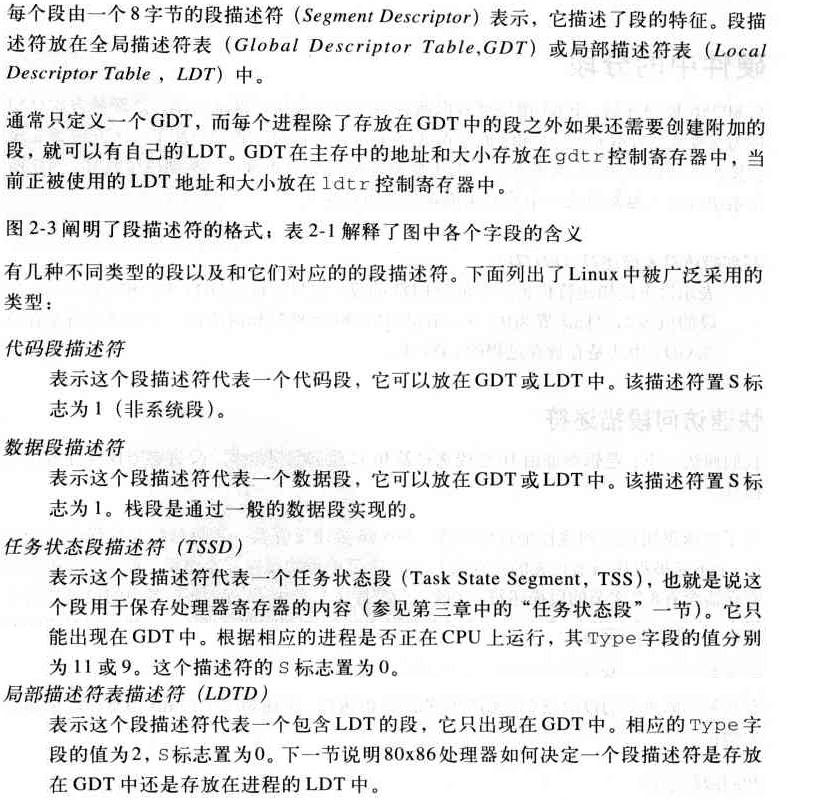 每个段由一个8字节的段描述符（Segment Descriptor）表示，它描述了段的特征。段描
述符放在全局描述符表（Global Descriptor Table,GDT）或局部描述符表（Local
Descriptor Table ，LDT）中。
通常只定义一个GDT，而每个进程除了存放在GDT中的段之外如果还需要创建附加的
段，就可以有自己的LDT。GDT在主存中的地址和大小存放在gdtr控制寄存器中，当
前正被使用的LDT地址和大小放在ldtr控制寄存器中。
图2-3阐明了段描述符的格式；表2-1解释了图中各个字段的含义
有几种不同类型的段以及和它们对应的的段描述符。下面列出了Linux中被广泛采用的
类型：
代码段描述符
表示这个段描述符代表一个代码段，它可以放在GDT或LDT中。该描述符置S标
志为1（非系统段）。
数据段描述符
表示这个段描述符代表一个数据段，它可以放在GDT或LDT中。该描述符置S标
志为1。栈段是通过一般的数据段实现的。
任务状态段描述符（TSSD）
表示这个段描述符代表一个任务状态段（Task State Segment，TSS），也就是说这
个段用于保存处理器寄存器的内容（参见第三章中的“任务状态段”一节）。它只
能出现在GDT中。根据相应的进程是否正在CPU上运行，其Type字段的值分别
为11或9。这个描述符的S标志置为0。
局部描述符表描述符（LDTD）
表示这个段描述符代表一个包含LDT的段，它只出现在GDT中。相应的Type字
段的值为2，S标志置为0。下一节说明80x86处理器如何决定一个段描述符是存放
在GDT中还是存放在进程的LDT中。